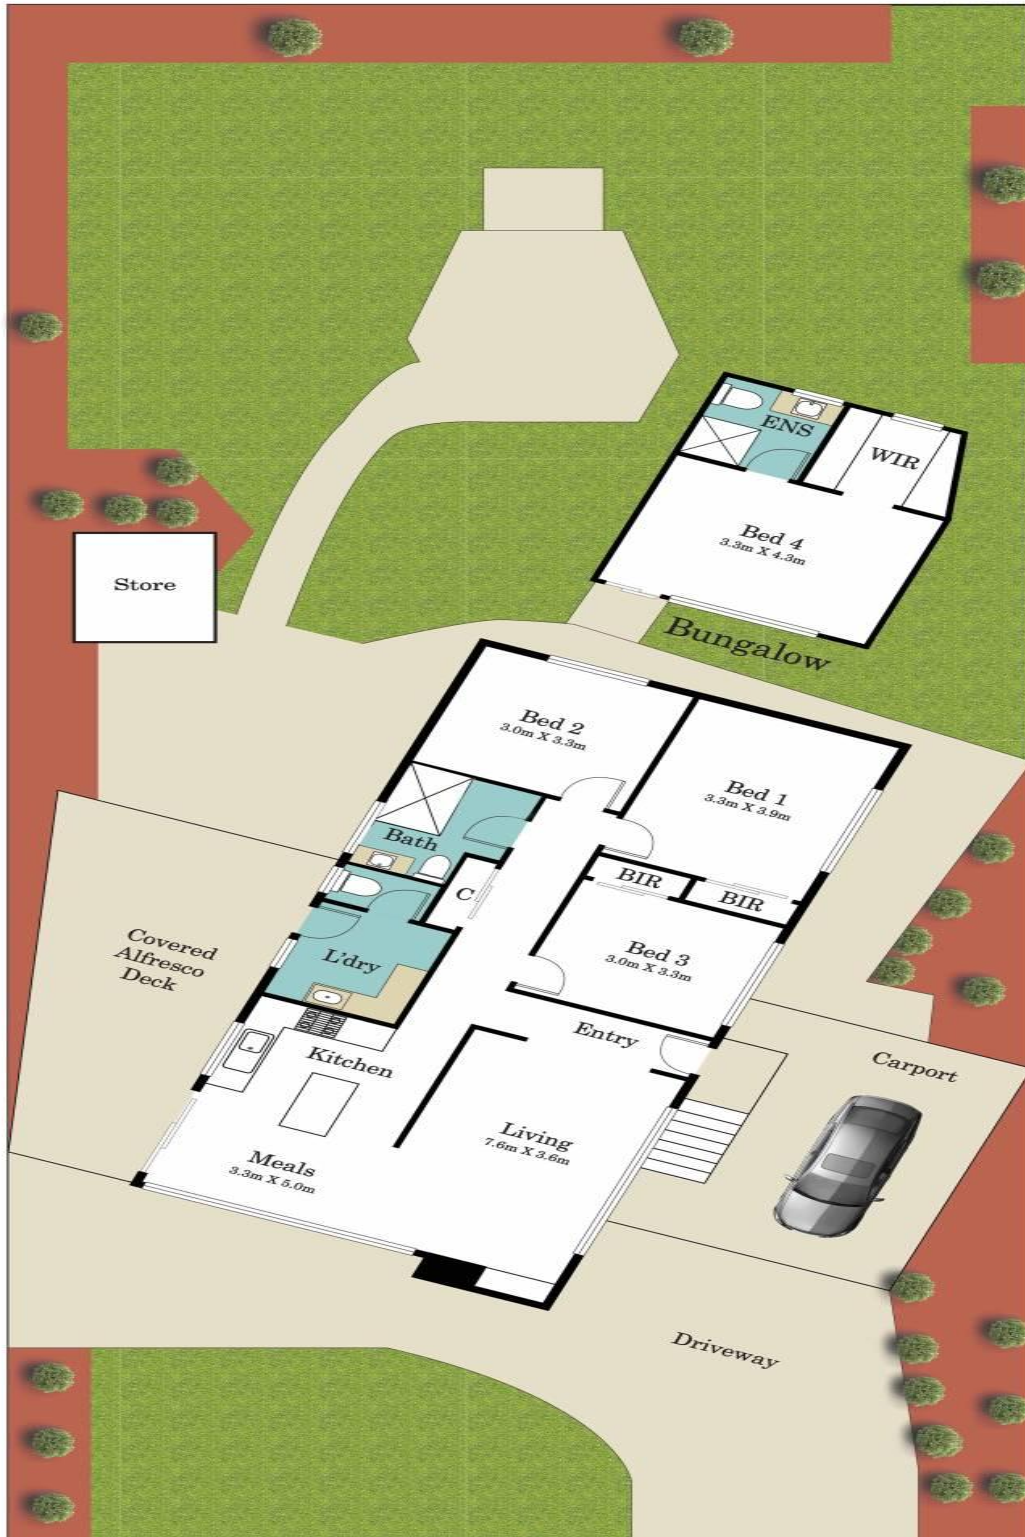 ENS
WIR
Bed 4
3.3m X 4.3m
Store
Bungalow
Bed 2
3.0m X 3.3m
Bed 1
3.3m X 3.9m
Bath
BIR
BIR
C
Covered
Alfresco
Deck
L'dry
Bed 3
3.0m X 3.3m
Entry
Kitchen
Carport
Living
7.6m X 3.6m
Meals
3.3m X 5.0m
Driveway